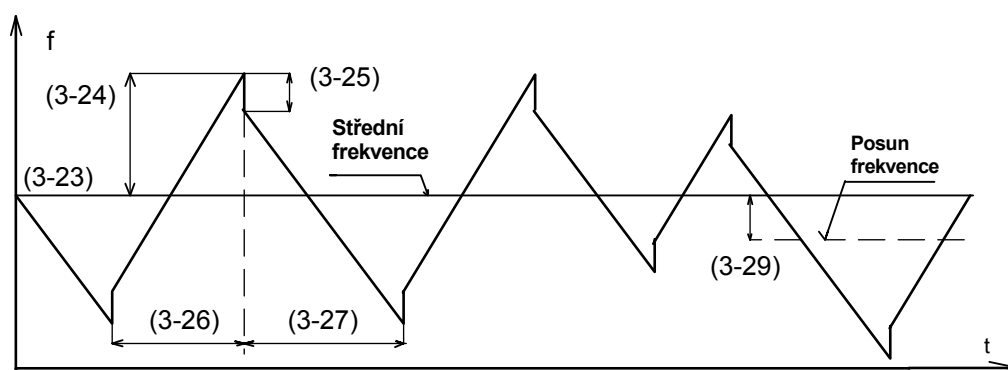 f
(3-24)
(3-25)
Střední
frekvence
Posun
frekvence
(3-23)
(3-29)
(3-26)
(3-27)
t